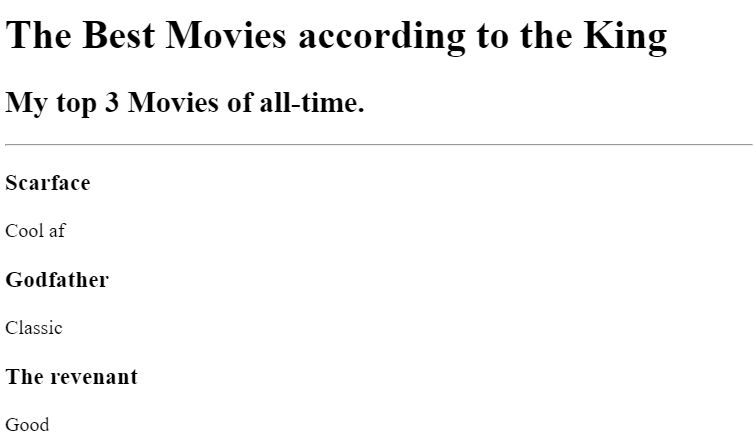 The Best Movies according to the King
My top 3 Movies of all-time.
Scarface
Cool af
Godfather
Classic
The revenant
Good